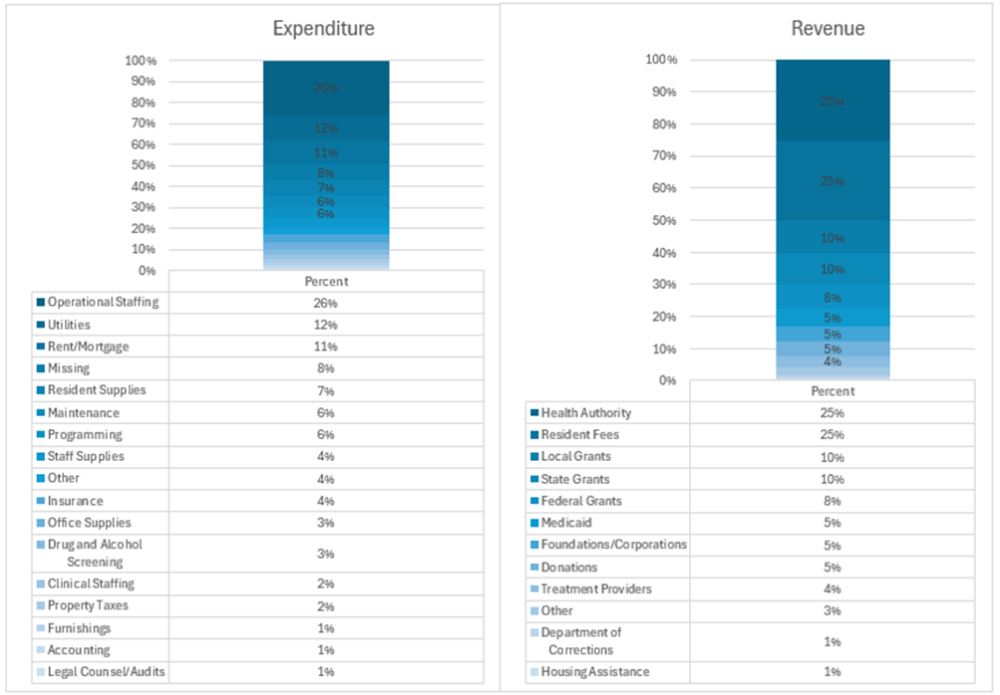 Expenditure
100%
90%
80%
70%
60%
50%
40%
30%
20%
10%
0%
26%
12%
11%
8%
7%
6%
6%
Percent
Operational Staffing 26%
Utilities 12%
Rent/Mortgage 11%
Missing 8%
Resident Supplies 7%
Maintenance 6%
Programming 6%
Staff Supplies 4%
Other 4%
Insurance 4%
Office Supplies 3%
Drug and Alcohol
Screening 3%
Clinical Staffing 2%
Property Taxes 2%
Furnishings 1%
Accounting 1%
Legal Counsel/Audits 1%
Revenue
100%
90%
80%
70%
60%
50%
40%
30%
20%
10%
0%
25%
25%
10%
10%
8%
5%
5%
5%
4%
Percent
Health Authority 25%
Resident Fees 25%
Local Grants 10%
State Grants 10%
Federal Grants 8%
Medicaid 5%
Foundations/Corporations 5%
Donations 5%
Treatment Providers 4%
Other 3%
Department of
Corrections 1%
Housing Assistance 1%